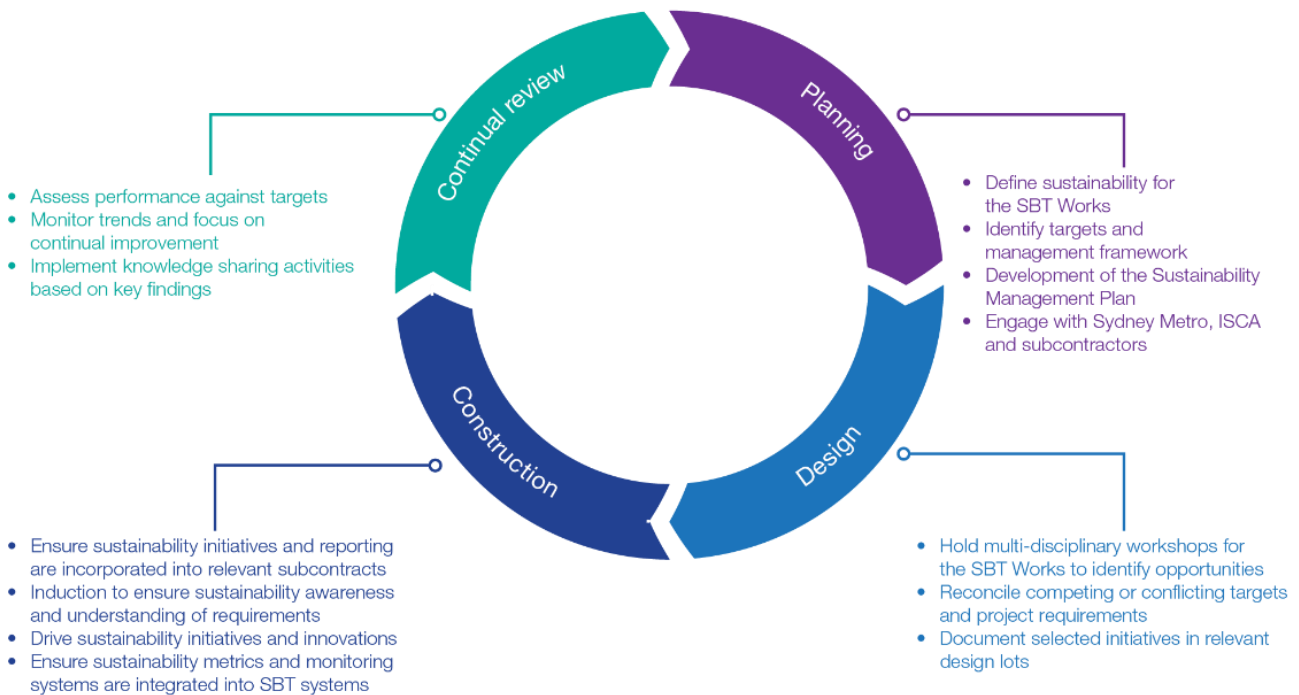 Continual review
Planning
Design
Construction
• Assess performance against targets
• Monitor trends and focus on
continual improvement
• Implement knowledge sharing activities
based on key findings
• Define sustainability for
the SBT Works
• Identify targets and
management framework
• Development of the Sustainability
Management Plan
• Engage with Sydney Metro, ISCA
and subcontractors
• Ensure sustainability initiatives and reporting
are incorporated into relevant subcontracts
• Induction to ensure sustainability awareness
and understanding of requirements
• Drive sustainability initiatives and innovations
• Ensure sustainability metrics and monitoring
systems are integrated into SBT systems
• Hold multi-disciplinary workshops for
the SBT Works to identify opportunities
• Reconcile competing or conflicting targets
and project requirements
• Document selected initiatives in relevant
design lots